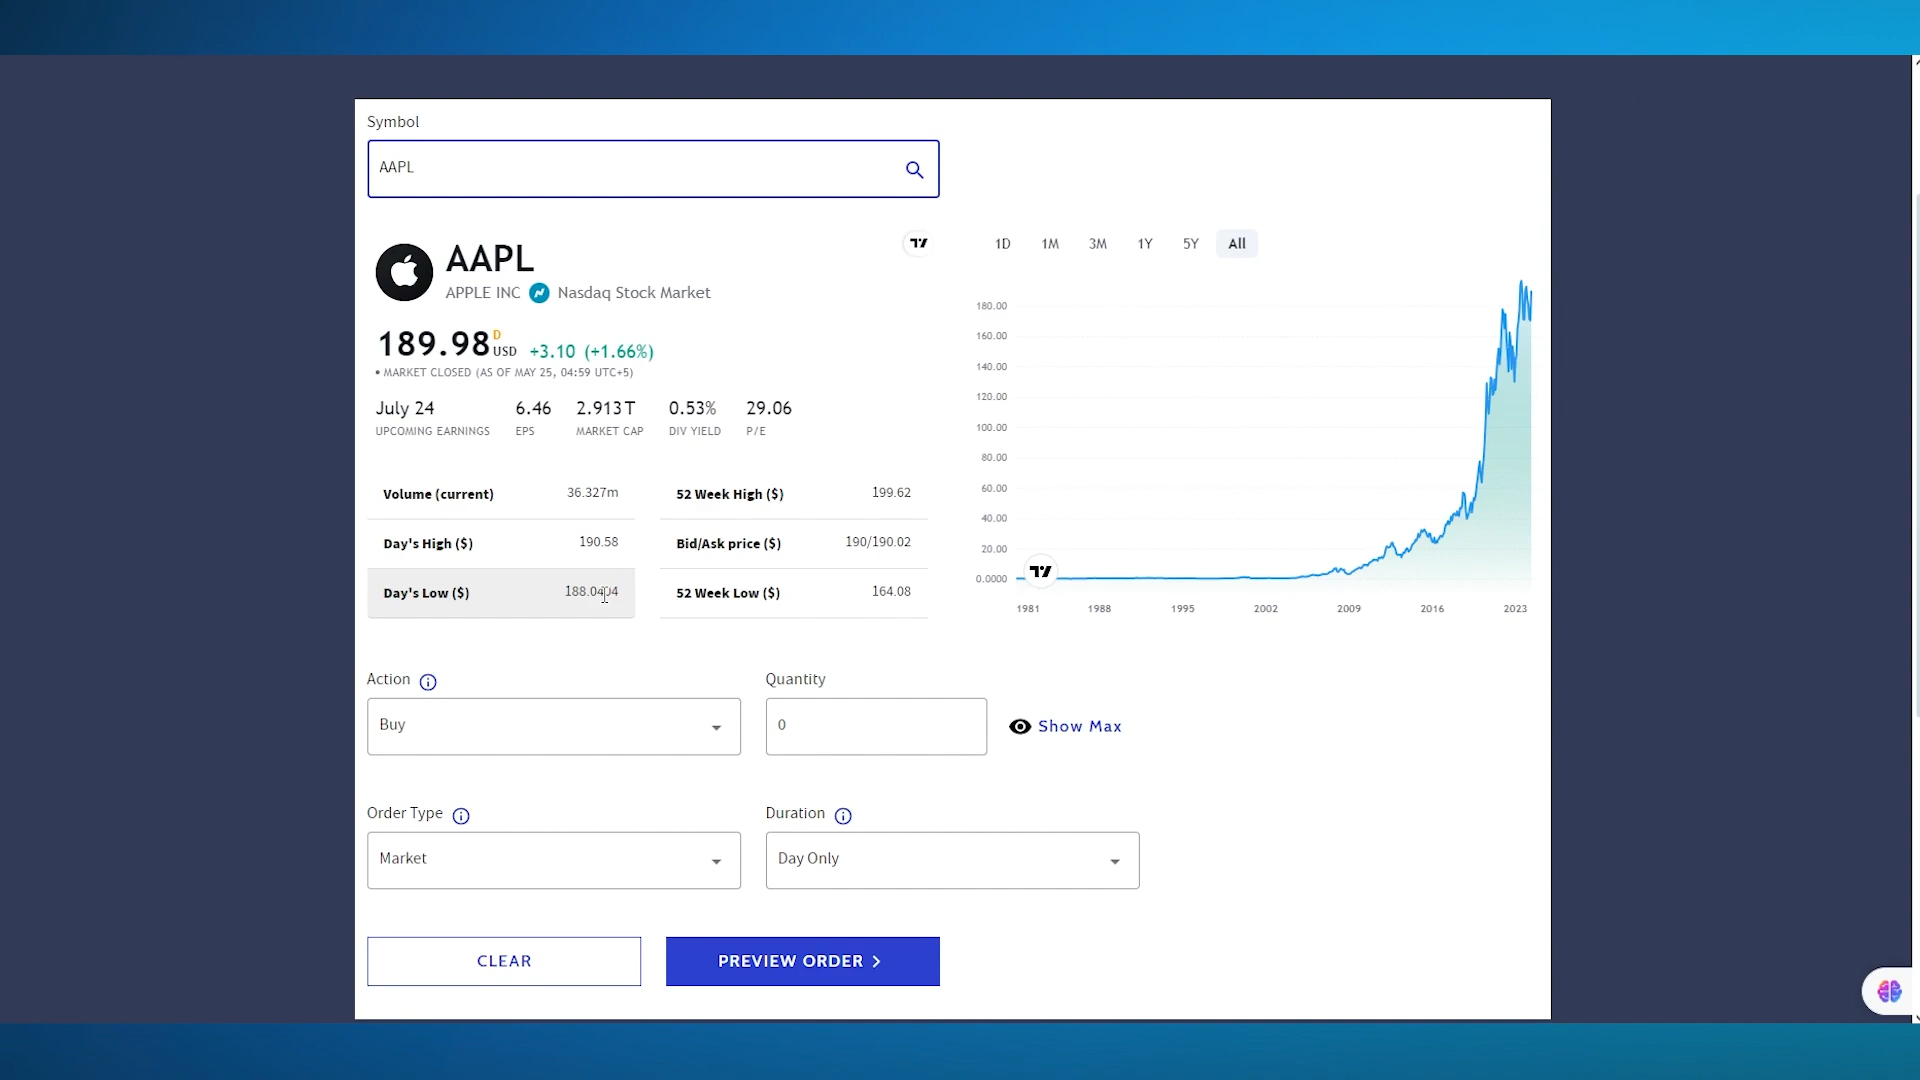 Symbol
AAPL
AAPL
APPLE INC Nasdaq Stock Market
189.98 D USD +3.10 (+1.66%)
• MARKET CLOSED (AS OF MAY 25, 04:59 UTC+5)
July 24 6.46 2.913T 0.53% 29.06
UPCOMING EARNINGS EPS MARKET CAP DIV YIELD P/E
Volume (current) 36.327m 52 Week High ($) 199.62
Day's High ($) 190.58 Bid/Ask price ($) 190/190.02
Day's Low ($) 52 Week Low ($) 164.08
1D 1M 3M 1Y 5Y All
180.00
160.00
140.00
120.00
100.00
80.00
60.00
40.00
20.00
0.0000
1981 1988 1995 2002 2009 2016 2023
Action Quantity
Buy 0 Show Max
Order Type Duration
Market Day Only
CLEAR PREVIEW ORDER >